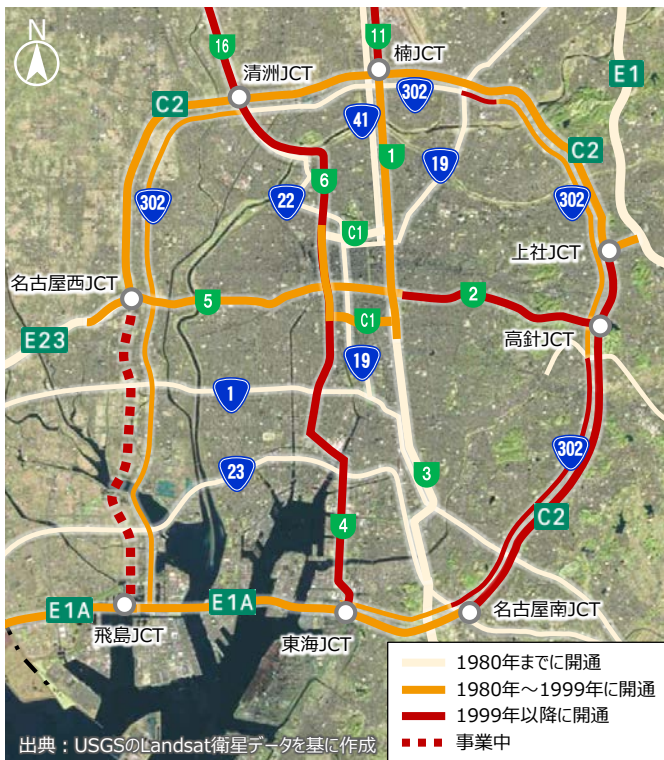 N
16
11
清洲JCT
楠JCT
E1
C2
302
41
1
19
C2
6
302
22
302
C1
上社JCT
名古屋西JCT
5
2
C1
高針JCT
E23
19
1
302
23
3
4
C2
E1A
E1A
飛島JCT
東海JCT
名古屋南JCT
1980年までに開通
1980年～1999年に開通
1999年以降に開通
事業中
出典：USGSのLandsat衛星データを基に作成